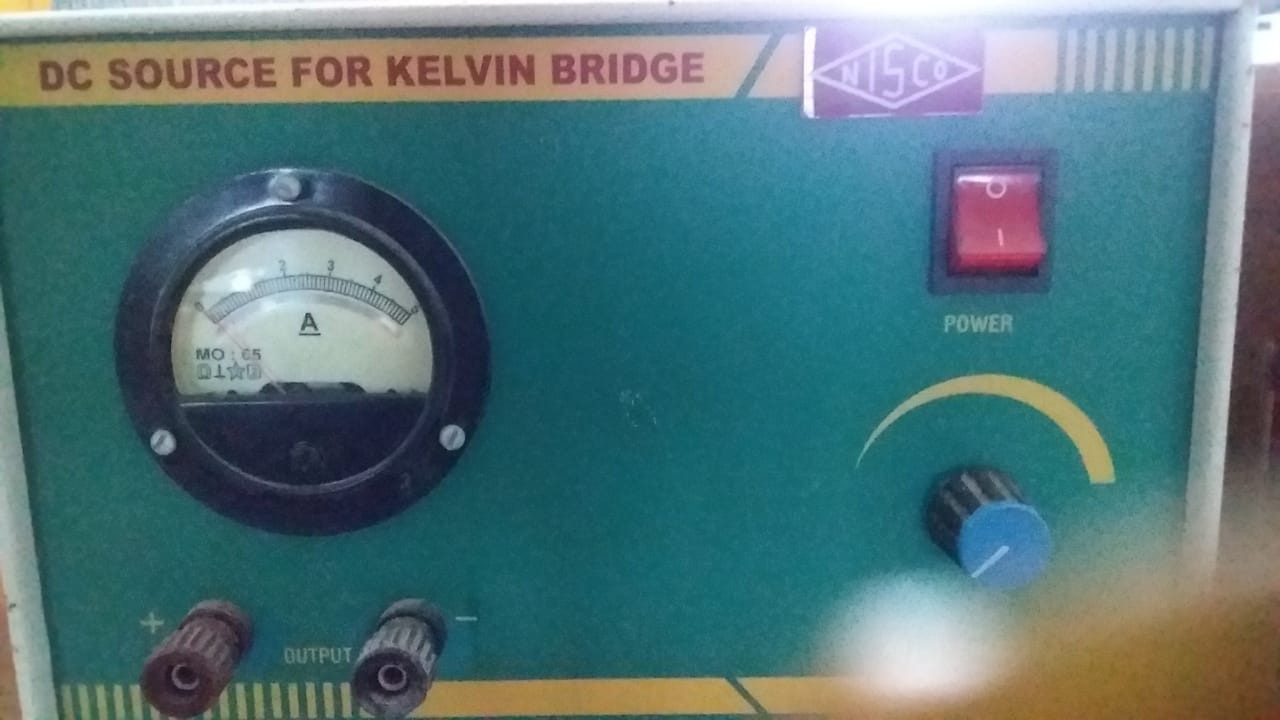 DC SOURCE FOR KELVIN BRIDGE
NISCO
O
I
POWER
2 3 4
A
MO : 65
+ OUTPUT −